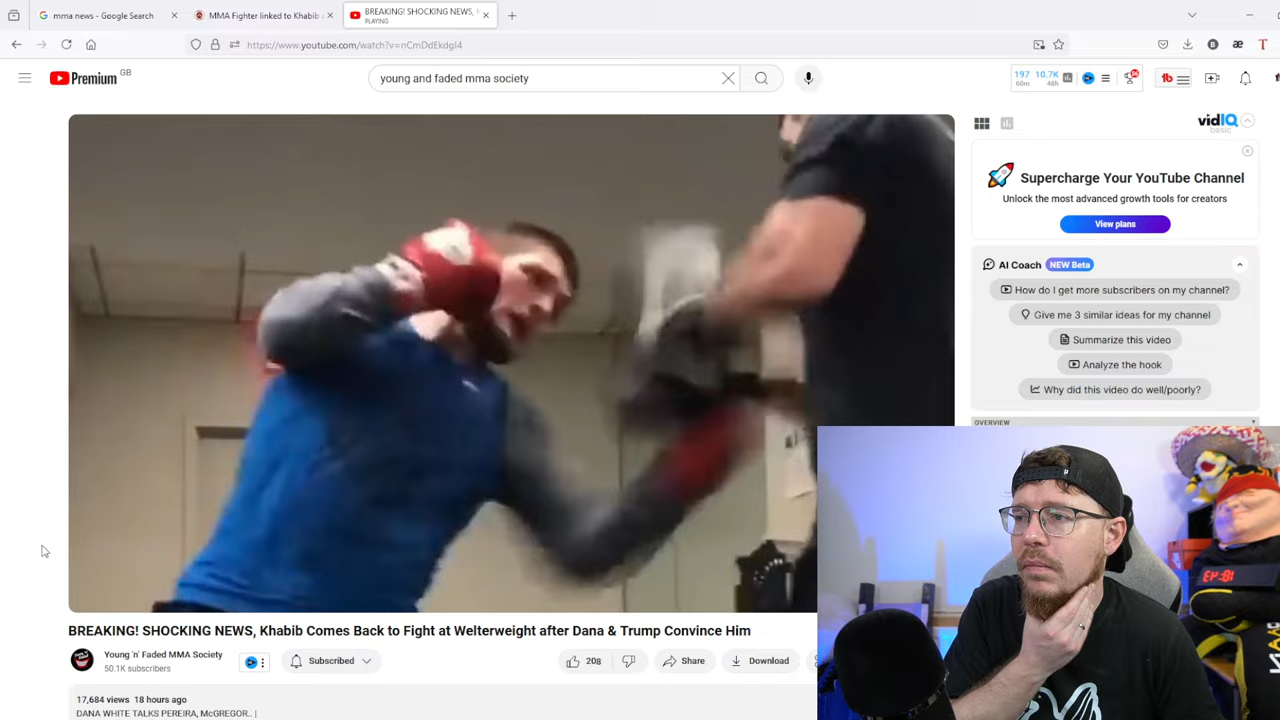 mma news - Google Search
MMA Fighter linked to Khabib
BREAKING! SHOCKING NEWS,
PLAYING
https://www.youtube.com/watch?v=nCmDdEkdgI4
Premium GB
young and faded mma society
197 10.7K
60m 48h
tb
vidIQ
basic
Supercharge Your YouTube Channel
Unlock the most advanced growth tools for creators
View plans
AI Coach NEW Beta
How do I get more subscribers on my channel?
Give me 3 similar ideas for my channel
Summarize this video
Analyze the hook
Why did this video do well/poorly?
OVERVIEW
BREAKING! SHOCKING NEWS, Khabib Comes Back to Fight at Welterweight after Dana & Trump Convince Him
Young 'n' Faded MMA Society
50.1K subscribers
Subscribed
208
Share
Download
17,684 views 18 hours ago
DANA WHITE TALKS PEREIRA, McGREGOR.. |